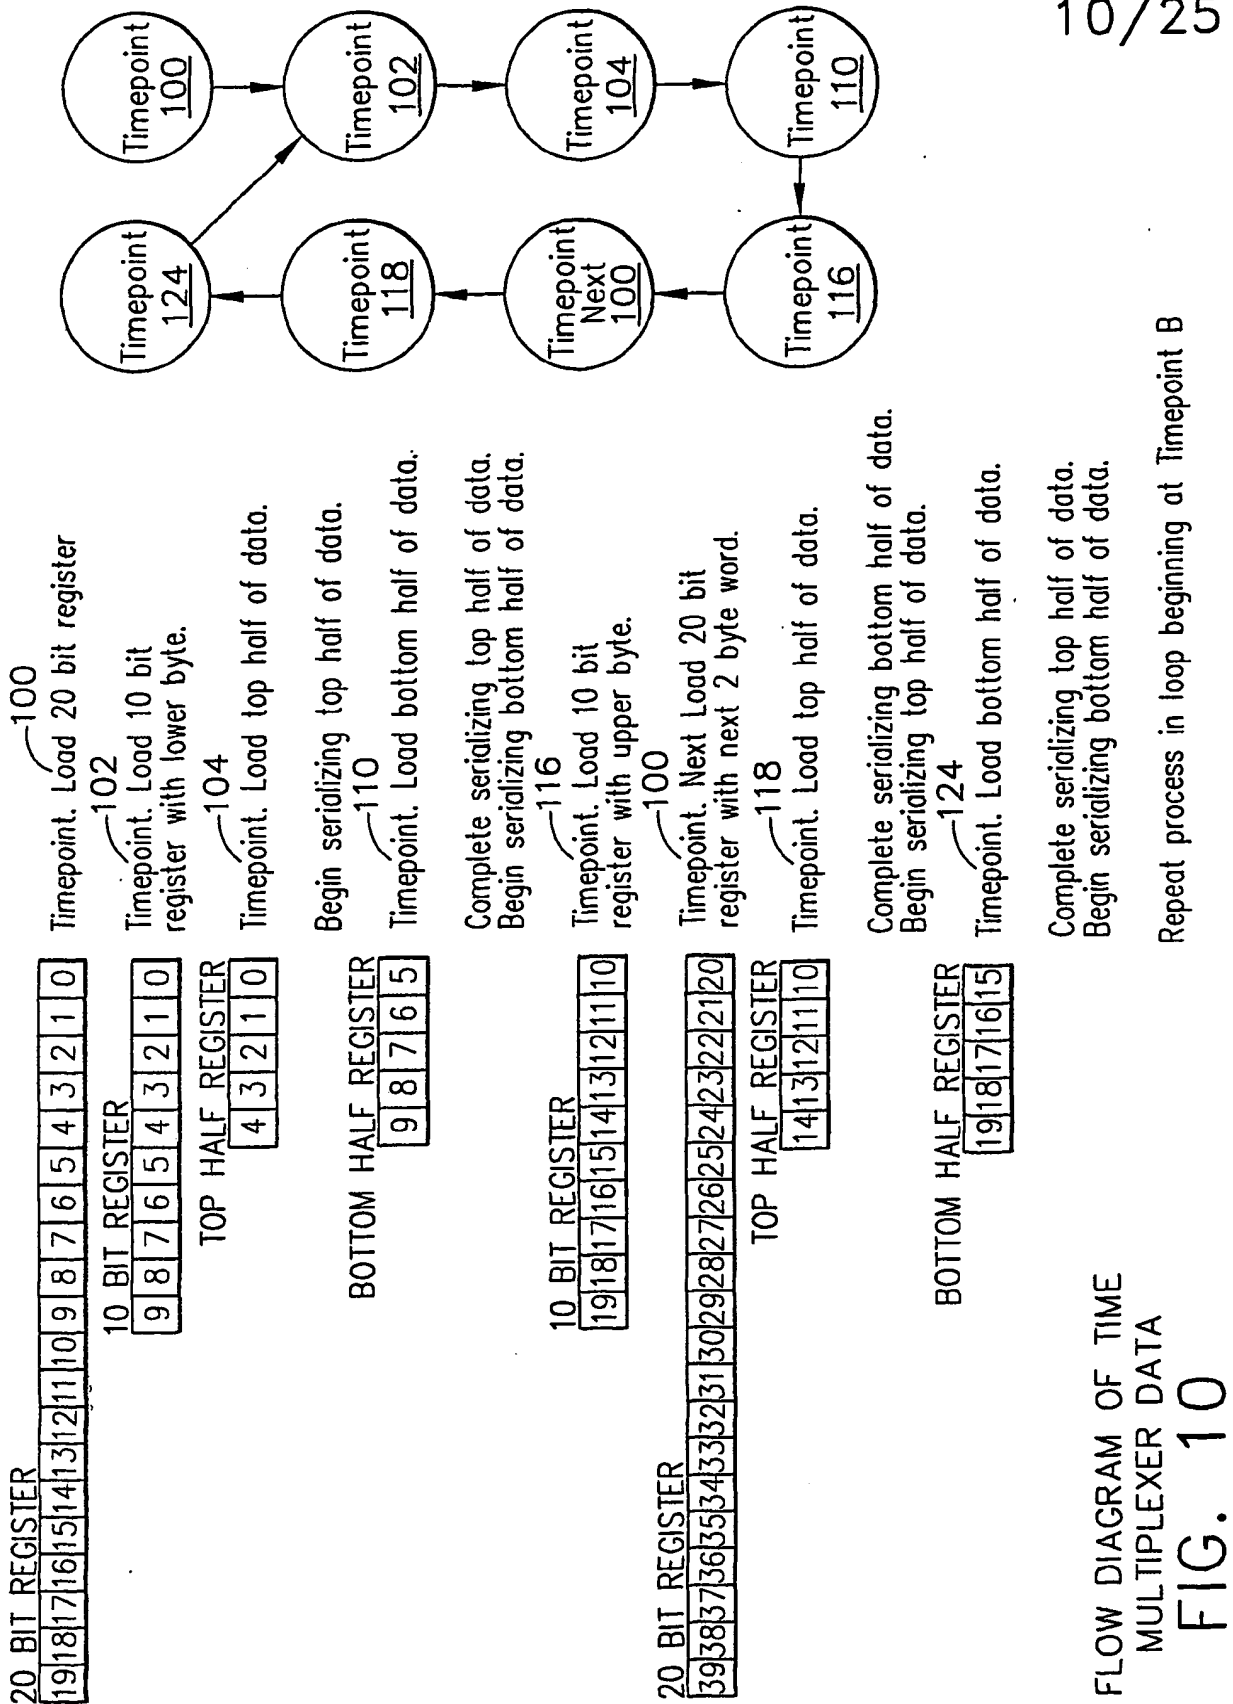 10/25
20 BIT REGISTER
19 18 17 16 15 14 13 12 11 10 9 8 7 6 5 4 3 2 1 0
100
Timepoint. Load 20 bit register
10 BIT REGISTER
9 8 7 6 5 4 3 2 1 0
102
Timepoint. Load 10 bit
register with lower byte.
TOP HALF REGISTER
4 3 2 1 0
104
Timepoint. Load top half of data.
Begin serializing top half of data.
BOTTOM HALF REGISTER
9 8 7 6 5
110
Timepoint. Load bottom half of data.
Complete serializing top half of data.
Begin serializing bottom half of data.
10 BIT REGISTER
19 18 17 16 15 14 13 12 11 10
116
Timepoint. Load 10 bit
register with upper byte.
20 BIT REGISTER
39 38 37 36 35 34 33 32 31 30 29 28 27 26 25 24 23 22 21 20
100
Timepoint. Next Load 20 bit
register with next 2 byte word.
TOP HALF REGISTER
14 13 12 11 10
118
Timepoint. Load top half of data.
Complete serializing bottom half of data.
Begin serializing top half of data.
BOTTOM HALF REGISTER
19 18 17 16 15
124
Timepoint. Load bottom half of data.
Complete serializing top half of data.
Begin serializing bottom half of data.
Repeat process in loop beginning at Timepoint B
Timepoint
124
Timepoint
100
Timepoint
118
Timepoint
102
Timepoint
Next
100
Timepoint
104
Timepoint
116
Timepoint
110
FLOW DIAGRAM OF TIME
MULTIPLEXER DATA
FIG. 10